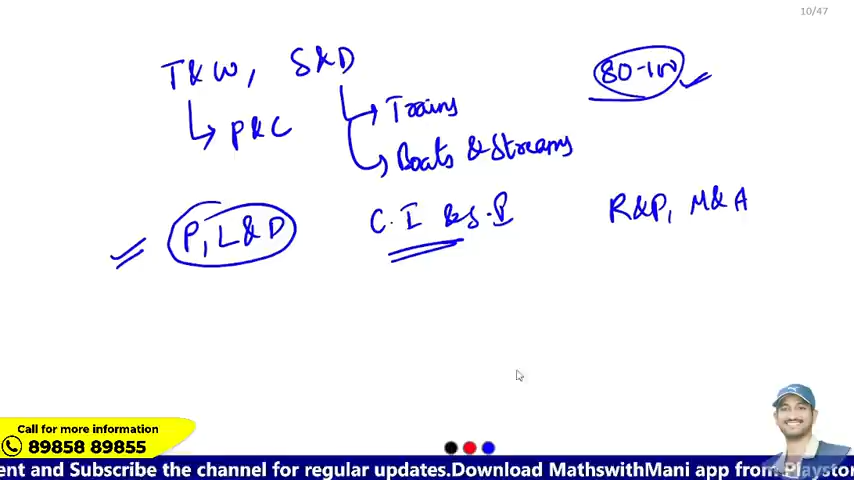 10/47
T&W, S&D
80-100
Trains
P&C
Boats & Streams
P, L&D
C.I & S.I
R&P, M&A
Call for more information
89858 89855
ent and Subscribe the channel for regular updates.Download MathswithMani app from Playstor